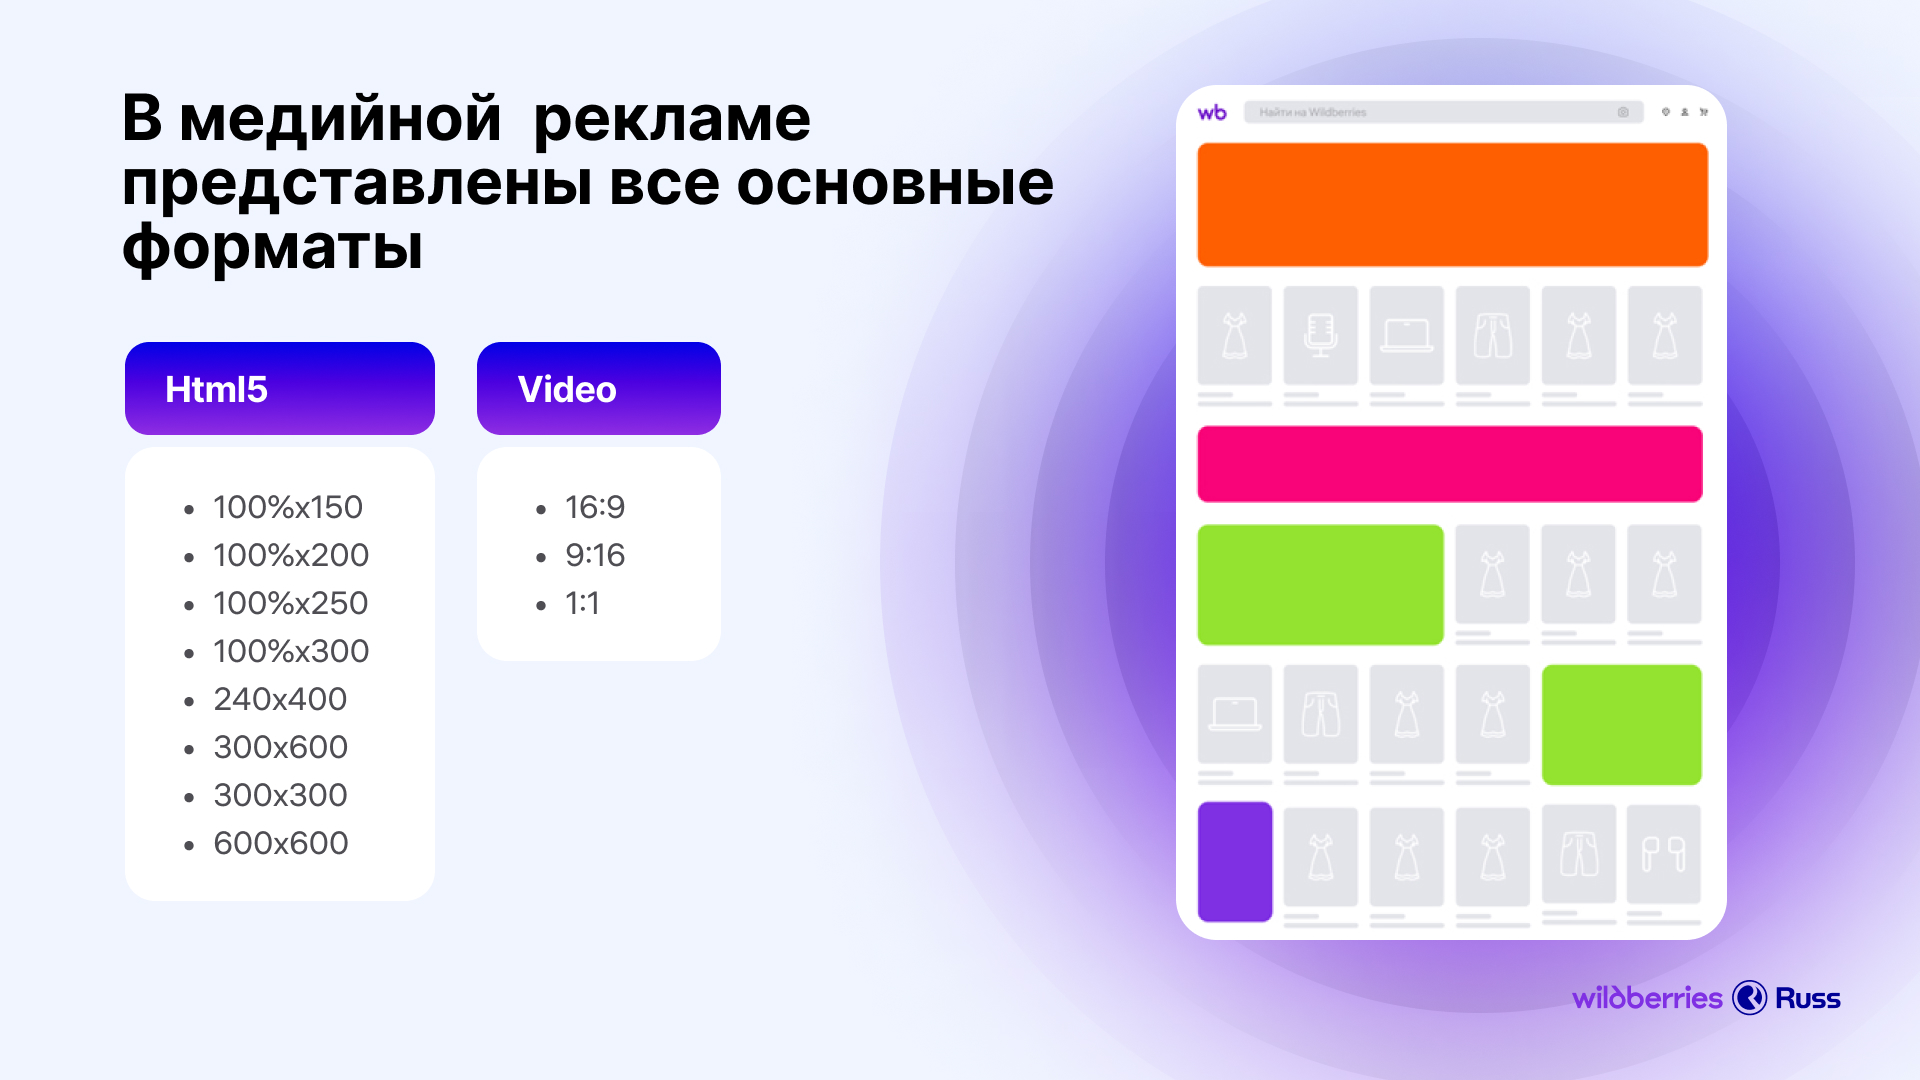 В медийной  рекламе
представлены все основные
форматы
Html5
• 100%x150
• 100%x200
• 100%x250
• 100%x300
• 240x400
• 300x600
• 300x300
• 600x600
Video
• 16:9
• 9:16
• 1:1
wb
Найти на Wildberries
wildberries Russ